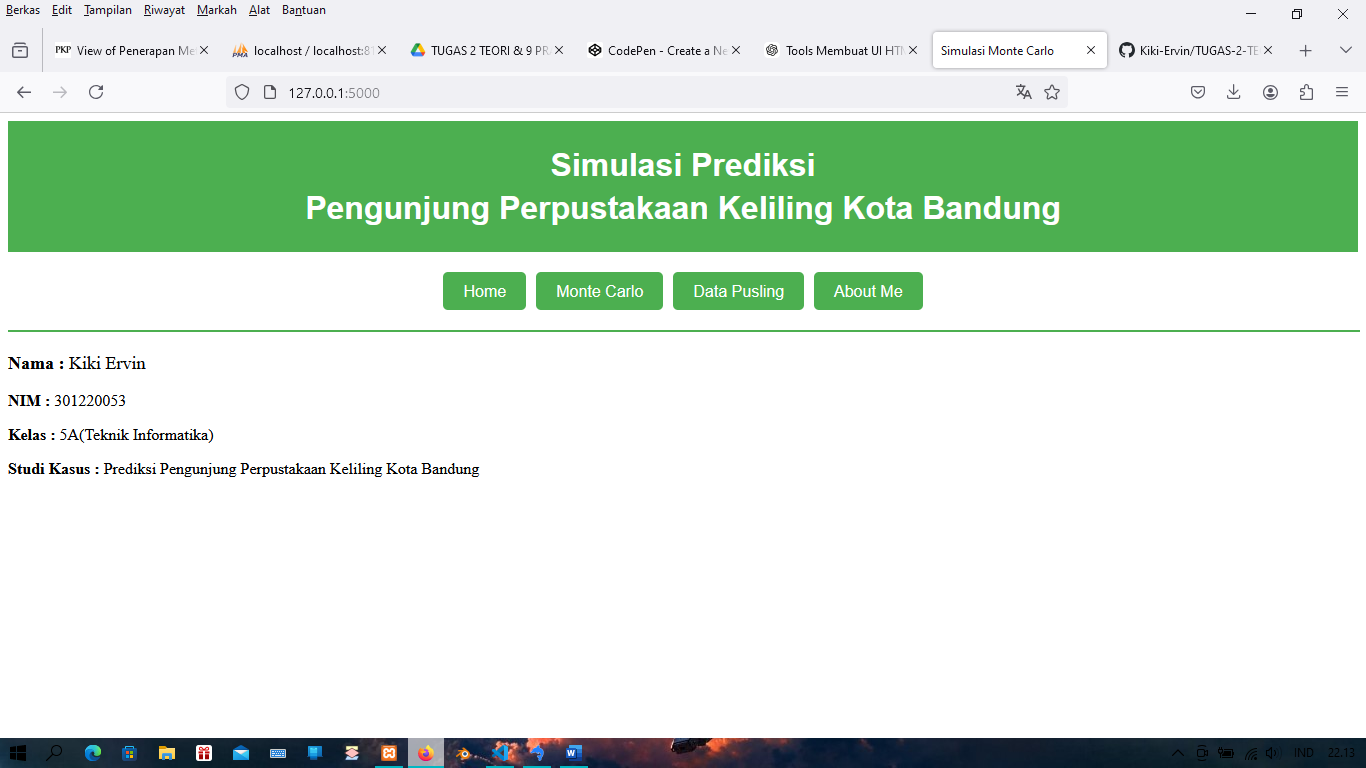 Berkas Edit Tampilan Riwayat Markah Alat Bantuan
PKP View of Penerapan Me
PMA localhost / localhost:81
TUGAS 2 TEORI & 9 PRA
CodePen - Create a Ne
Tools Membuat UI HTM
Simulasi Monte Carlo
Kiki-Ervin/TUGAS-2-TE
127.0.0.1:5000
Simulasi Prediksi
Pengunjung Perpustakaan Keliling Kota Bandung
Home Monte Carlo Data Pusling About Me
Nama : Kiki Ervin
NIM : 301220053
Kelas : 5A(Teknik Informatika)
Studi Kasus : Prediksi Pengunjung Perpustakaan Keliling Kota Bandung
IND 22.13